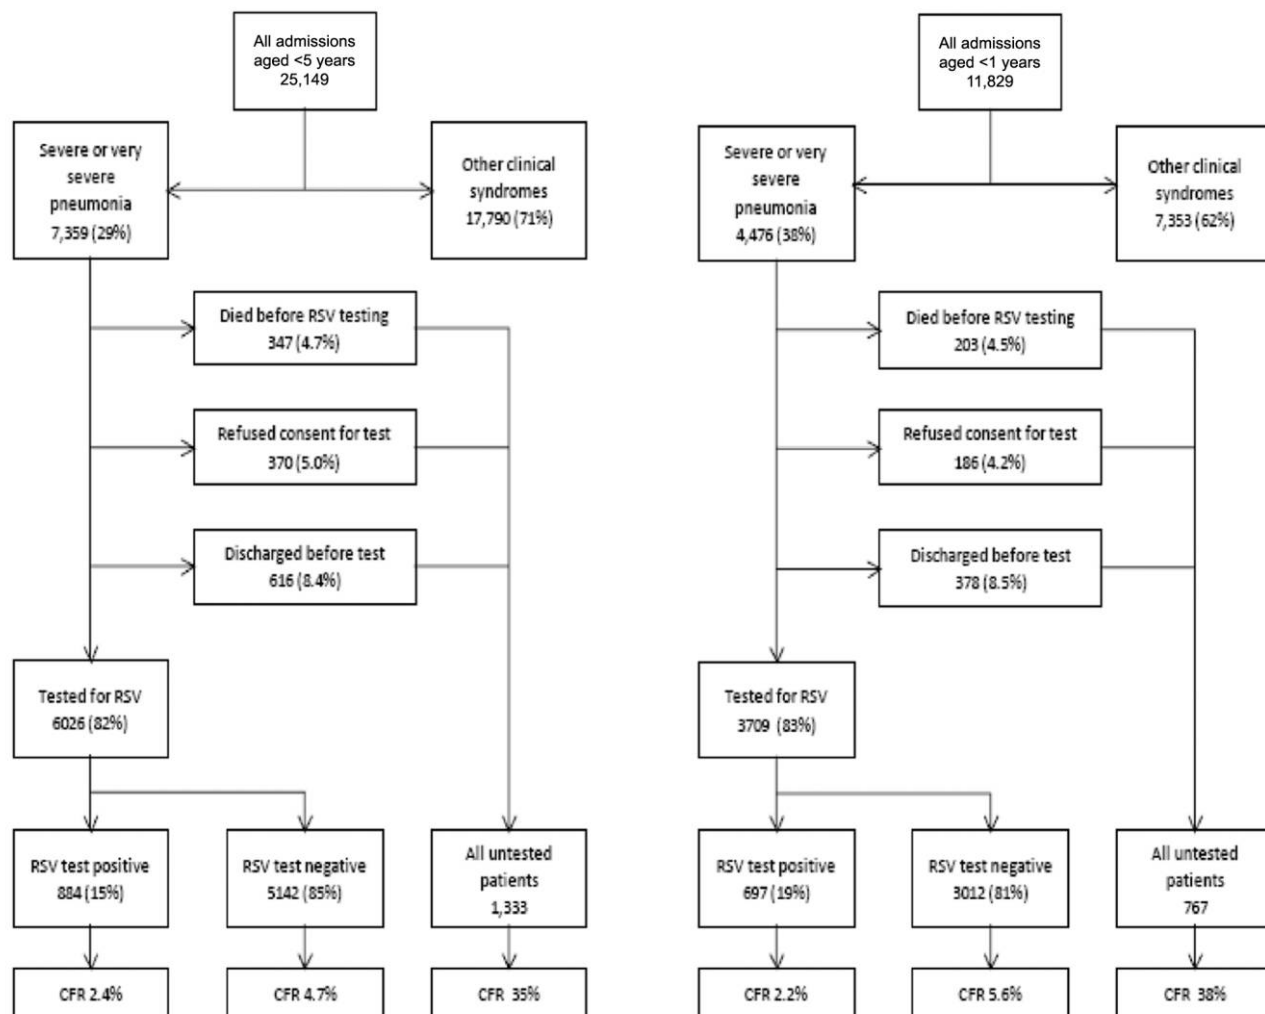 All admissions
aged <5 years
25,149
Severe or very
severe
pneumonia
7,359 (29%)
Other clinical
syndromes
17,790 (71%)
Died before RSV testing
347 (4.7%)
Refused consent for test
370 (5.0%)
Discharged before test
616 (8.4%)
Tested for RSV
6026 (82%)
RSV test positive
884 (15%)
RSV test negative
5142 (85%)
All untested
patients
1,333
CFR 2.4%
CFR 4.7%
CFR 35%
All admissions
aged <1 years
11,829
Severe or very
severe
pneumonia
4,476 (38%)
Other clinical
syndromes
7,353 (62%)
Died before RSV testing
203 (4.5%)
Refused consent for test
186 (4.2%)
Discharged before test
378 (8.5%)
Tested for RSV
3709 (83%)
RSV test positive
697 (19%)
RSV test negative
3012 (81%)
All untested
patients
767
CFR 2.2%
CFR 5.6%
CFR 38%